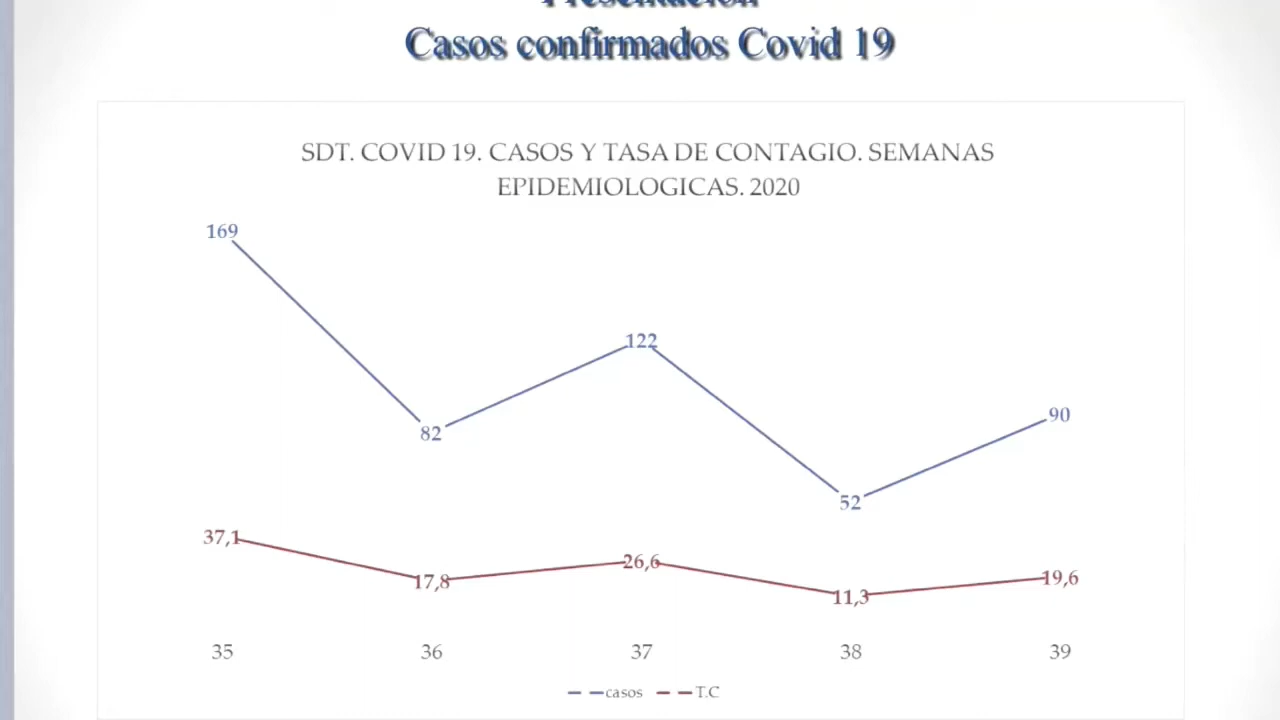 Presentación
Casos confirmados Covid 19
SDT. COVID 19. CASOS Y TASA DE CONTAGIO. SEMANAS
EPIDEMIOLOGICAS. 2020
169
122
90
82
52
37,1
26,6
19,6
17,8
11,3
35 36 37 38 39
casos T.C